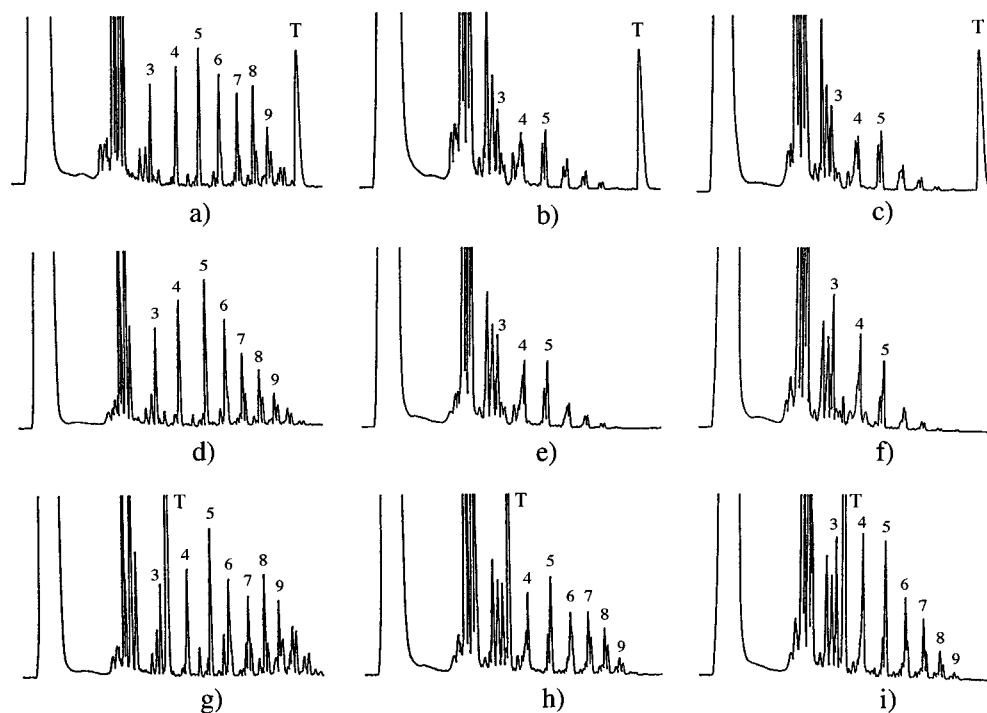 3 4 5 6 7 8 9 T
3 4 5 T
3 4 5 T
a) b) c)
3 4 5 6 7 8 9
3 4 5
3 4 5
d) e) f)
3 T 4 5 6 7 8 9
T 4 5 6 7 8 9
3 T 4 5 6 7 8 9
g) h) i)